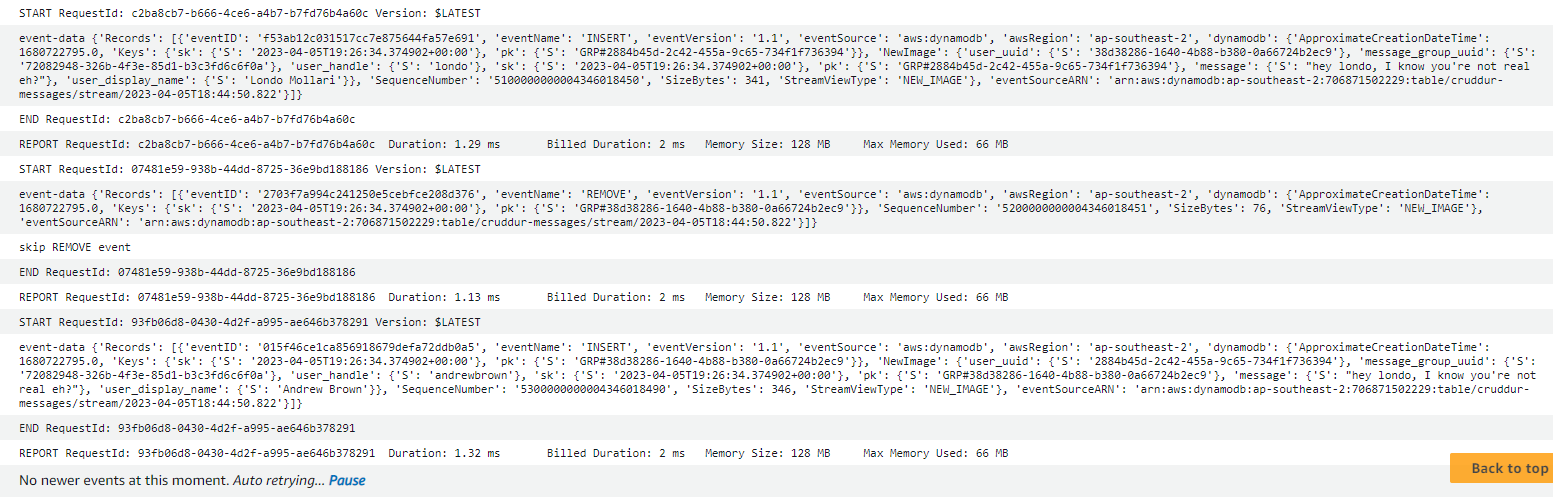 START RequestId: c2ba8cb7-b666-4ce6-a4b7-b7fd76b4a60c Version: $LATEST
event-data {'Records': [{'eventID': 'f53ab12c031517cc7e875644fa57e691', 'eventName': 'INSERT', 'eventVersion': '1.1', 'eventSource': 'aws:dynamodb', 'awsRegion': 'ap-southeast-2', 'dynamodb': {'ApproximateCreationDateTime':
1680722795.0, 'Keys': {'sk': {'S': '2023-04-05T19:26:34.374902+00:00'}, 'pk': {'S': 'GRP#2884b45d-2c42-455a-9c65-734f1f736394'}}, 'NewImage': {'user_uuid': {'S': '38d38286-1640-4b88-b380-0a66724b2ec9'}, 'message_group_uuid': {'S':
'72082948-326b-4f3e-85d1-b3c3fd6c6f0a'}, 'user_handle': {'S': 'londo'}, 'sk': {'S': '2023-04-05T19:26:34.374902+00:00'}, 'pk': {'S': 'GRP#2884b45d-2c42-455a-9c65-734f1f736394'}, 'message': {'S': "hey londo, I know you're not real
eh?"}, 'user_display_name': {'S': 'Londo Mollari'}}, 'SequenceNumber': '5100000000004346018450', 'SizeBytes': 341, 'StreamViewType': 'NEW_IMAGE'}, 'eventSourceARN': 'arn:aws:dynamodb:ap-southeast-2:706871502229:table/cruddur-
messages/stream/2023-04-05T18:44:50.822'}]}
END RequestId: c2ba8cb7-b666-4ce6-a4b7-b7fd76b4a60c
REPORT RequestId: c2ba8cb7-b666-4ce6-a4b7-b7fd76b4a60c Duration: 1.29 ms Billed Duration: 2 ms Memory Size: 128 MB Max Memory Used: 66 MB
START RequestId: 07481e59-938b-44dd-8725-36e9bd188186 Version: $LATEST
event-data {'Records': [{'eventID': '2703f7a994c241250e5cebfce208d376', 'eventName': 'REMOVE', 'eventVersion': '1.1', 'eventSource': 'aws:dynamodb', 'awsRegion': 'ap-southeast-2', 'dynamodb': {'ApproximateCreationDateTime':
1680722795.0, 'Keys': {'sk': {'S': '2023-04-05T19:26:34.374902+00:00'}, 'pk': {'S': 'GRP#38d38286-1640-4b88-b380-0a66724b2ec9'}}, 'SequenceNumber': '5200000000004346018451', 'SizeBytes': 76, 'StreamViewType': 'NEW_IMAGE'},
'eventSourceARN': 'arn:aws:dynamodb:ap-southeast-2:706871502229:table/cruddur-messages/stream/2023-04-05T18:44:50.822'}]}
skip REMOVE event
END RequestId: 07481e59-938b-44dd-8725-36e9bd188186
REPORT RequestId: 07481e59-938b-44dd-8725-36e9bd188186 Duration: 1.13 ms Billed Duration: 2 ms Memory Size: 128 MB Max Memory Used: 66 MB
START RequestId: 93fb06d8-0430-4d2f-a995-ae646b378291 Version: $LATEST
event-data {'Records': [{'eventID': '015f46ce1ca856918679defa72ddb0a5', 'eventName': 'INSERT', 'eventVersion': '1.1', 'eventSource': 'aws:dynamodb', 'awsRegion': 'ap-southeast-2', 'dynamodb': {'ApproximateCreationDateTime':
1680722795.0, 'Keys': {'sk': {'S': '2023-04-05T19:26:34.374902+00:00'}, 'pk': {'S': 'GRP#38d38286-1640-4b88-b380-0a66724b2ec9'}}, 'NewImage': {'user_uuid': {'S': '2884b45d-2c42-455a-9c65-734f1f736394'}, 'message_group_uuid': {'S':
'72082948-326b-4f3e-85d1-b3c3fd6c6f0a'}, 'user_handle': {'S': 'andrewbrown'}, 'sk': {'S': '2023-04-05T19:26:34.374902+00:00'}, 'pk': {'S': 'GRP#38d38286-1640-4b88-b380-0a66724b2ec9'}, 'message': {'S': "hey londo, I know you're not
real eh?"}, 'user_display_name': {'S': 'Andrew Brown'}}, 'SequenceNumber': '5300000000004346018490', 'SizeBytes': 346, 'StreamViewType': 'NEW_IMAGE'}, 'eventSourceARN': 'arn:aws:dynamodb:ap-southeast-2:706871502229:table/cruddur-
messages/stream/2023-04-05T18:44:50.822'}]}
END RequestId: 93fb06d8-0430-4d2f-a995-ae646b378291
REPORT RequestId: 93fb06d8-0430-4d2f-a995-ae646b378291 Duration: 1.32 ms Billed Duration: 2 ms Memory Size: 128 MB Max Memory Used: 66 MB
Back to top
No newer events at this moment. Auto retrying... Pause